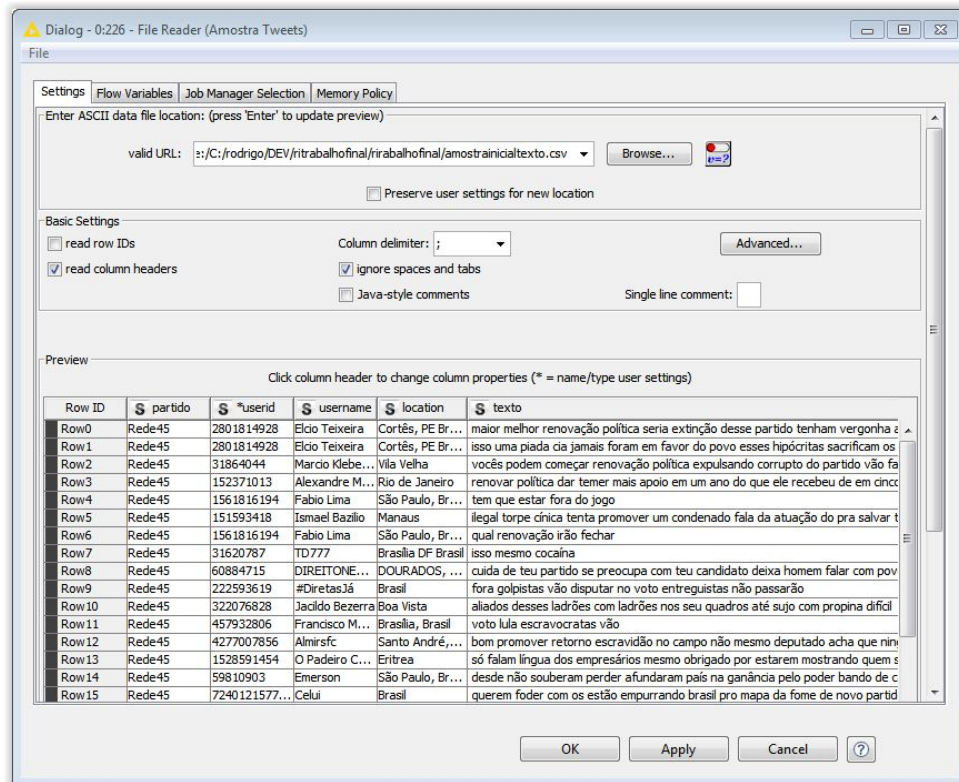 Dialog - 0:226 - File Reader (Amostra Tweets)
File
Settings Flow Variables Job Manager Selection Memory Policy
Enter ASCII data file location: (press 'Enter' to update preview)
valid URL: e:/C:/rodrigo/DEV/ritrabalhofinal/rirabalhofinal/amostrainicialtexto.csv Browse... v=?
Preserve user settings for new location
Basic Settings
read row IDs Column delimiter: ; Advanced...
read column headers ignore spaces and tabs
Java-style comments Single line comment:
Preview
Click column header to change column properties (* = name/type user settings)
Row ID S partido S *userid S username S location S texto
Row0 Rede45 2801814928 Elcio Teixeira Cortês, PE Br... maior melhor renovação política seria extinção desse partido tenham vergonha a
Row1 Rede45 2801814928 Elcio Teixeira Cortês, PE Br... isso uma piada cia jamais foram em favor do povo esses hipócritas sacrificam os
Row2 Rede45 31864044 Marcio Klebe... Vila Velha vocês podem começar renovação política expulsando corrupto do partido vão fa
Row3 Rede45 152371013 Alexandre M... Rio de Janeiro renovar política dar temer mais apoio em um ano do que ele recebeu de em cinco
Row4 Rede45 1561816194 Fabio Lima São Paulo, Br... tem que estar fora do jogo
Row5 Rede45 151593418 Ismael Bazilio Manaus ilegal torpe cínica tenta promover um condenado fala da atuação do pra salvar t
Row6 Rede45 1561816194 Fabio Lima São Paulo, Br... qual renovação irão fechar
Row7 Rede45 31620787 TD777 Brasília DF Brasil isso mesmo cocaína
Row8 Rede45 60884715 DIREITONE... DOURADOS, ... cuida de teu partido se preocupa com teu candidato deixa homem falar com pov
Row9 Rede45 222593619 #DiretasJá Brasil fora golpistas vão disputar no voto entreguistas não passarão
Row10 Rede45 322076828 Jacildo Bezerra Boa Vista aliados desses ladrões com ladrões nos seu quadros até sujo com propina difícil
Row11 Rede45 457932806 Francisco M... Brasília, Brasil voto lula escravocratas vão
Row12 Rede45 4277007856 Almirsfc Santo André,... bom promover retorno escravidão no campo não mesmo deputado acha que nin
Row13 Rede45 1528591454 O Padeiro C... Eritrea só falam língua dos empresários mesmo obrigado por estarem mostrando quem s
Row14 Rede45 59810903 Emerson São Paulo, Br... desde não souberam perder afundaram país na ganância pelo poder bando de c
Row15 Rede45 7240121577... Celui Brasil querem foder com os estão empurrando brasil pro mapa da fome de novo partid
OK Apply Cancel ?